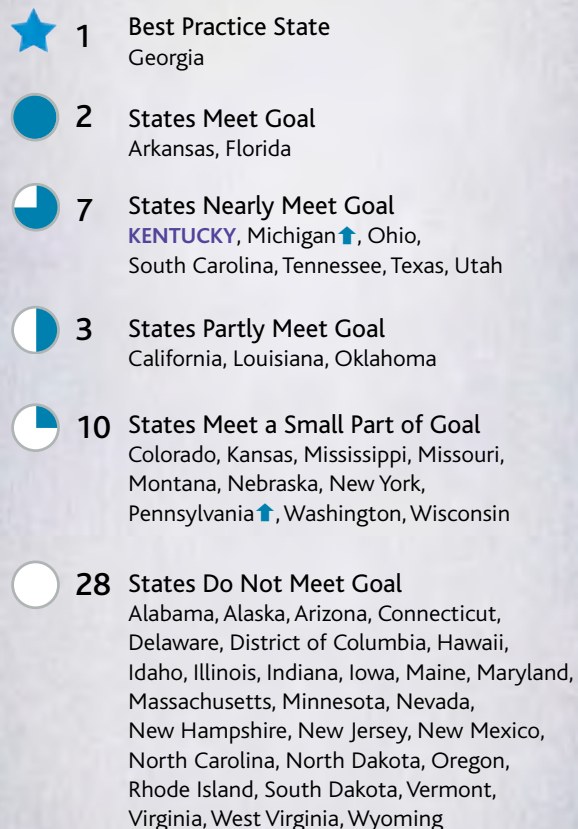 1 Best Practice State
Georgia
2 States Meet Goal
Arkansas, Florida
7 States Nearly Meet Goal
KENTUCKY, Michigan⬆, Ohio,
South Carolina, Tennessee, Texas, Utah
3 States Partly Meet Goal
California, Louisiana, Oklahoma
10 States Meet a Small Part of Goal
Colorado, Kansas, Mississippi, Missouri,
Montana, Nebraska, New York,
Pennsylvania⬆, Washington, Wisconsin
28 States Do Not Meet Goal
Alabama, Alaska, Arizona, Connecticut,
Delaware, District of Columbia, Hawaii,
Idaho, Illinois, Indiana, Iowa, Maine, Maryland,
Massachusetts, Minnesota, Nevada,
New Hampshire, New Jersey, New Mexico,
North Carolina, North Dakota, Oregon,
Rhode Island, South Dakota, Vermont,
Virginia, West Virginia, Wyoming